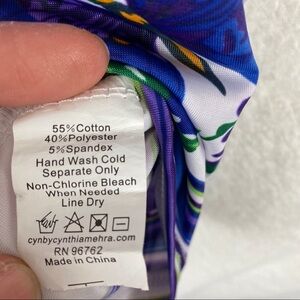 55%Cotton
40%Polyester
5%Spandex
Hand Wash Cold
Separate Only
Non-Chlorine Bleach
When Needed
Line Dry
cynbycynthiamehra.com
RN 96762
Made in China